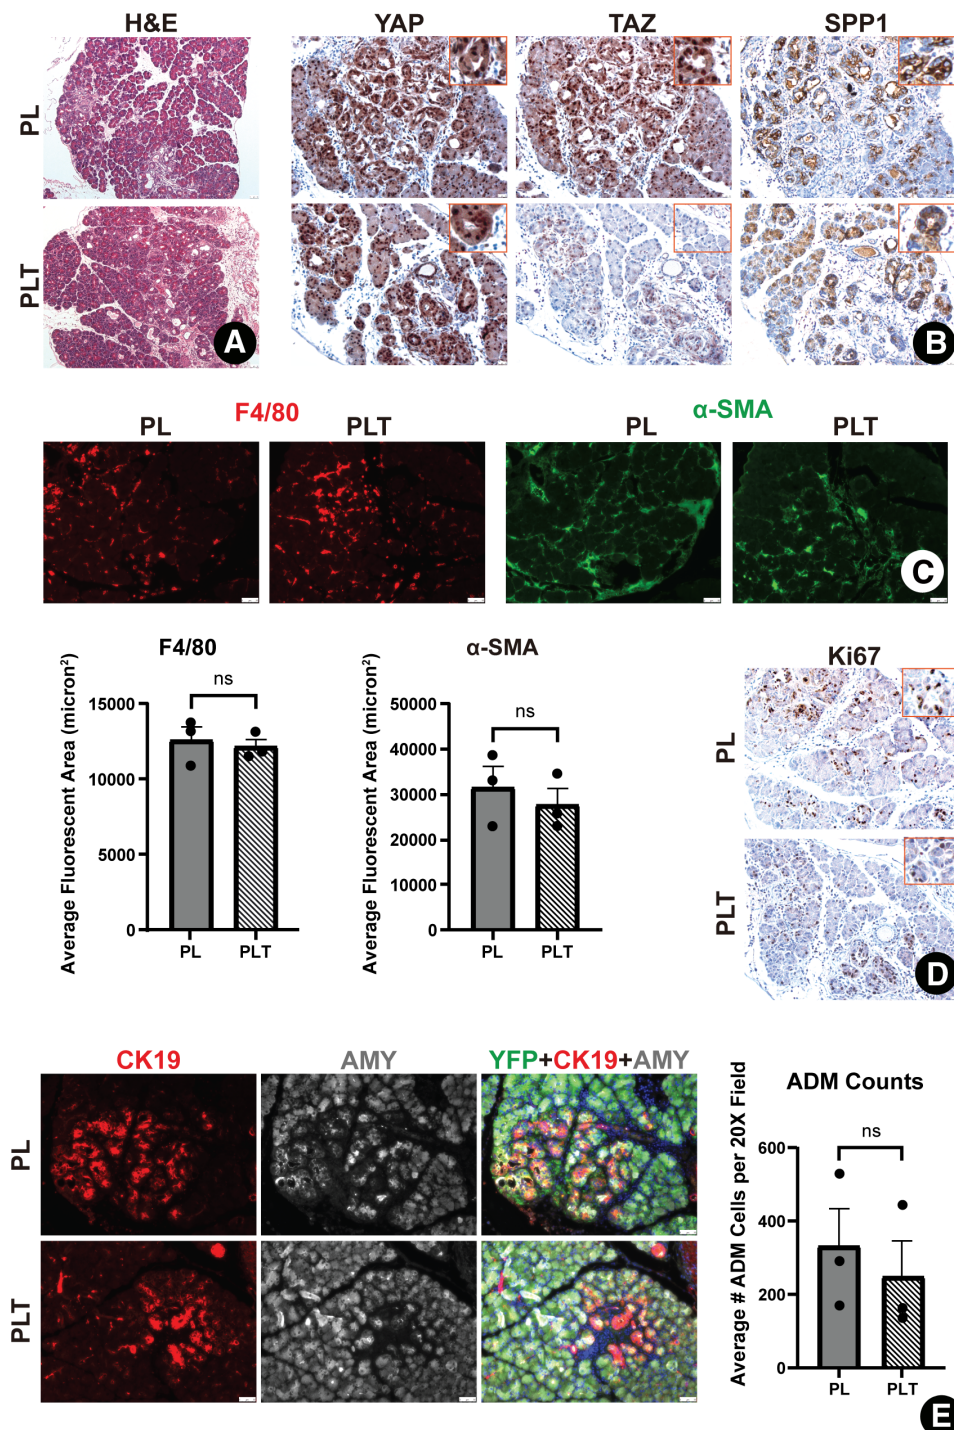 H&E YAP TAZ SPP1
PL
PLT
A
B
F4/80 α-SMA
PL PLT PL PLT
C
F4/80
Average Fluorescent Area (micron²)
15000
10000
5000
0
ns
PL PLT
α-SMA
Average Fluorescent Area (micron²)
50000
40000
30000
20000
10000
0
ns
PL PLT
Ki67
PL
PLT
D
CK19 AMY YFP+CK19+AMY
PL
PLT
ADM Counts
Average # ADM Cells per 20X Field
600
400
200
0
ns
PL PLT
E